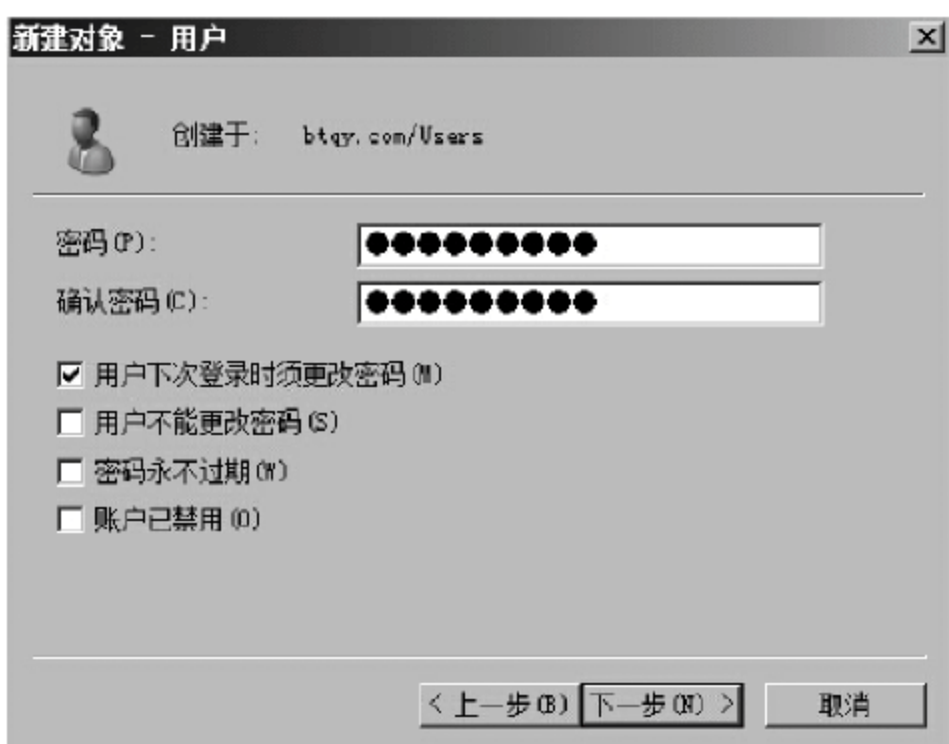 新建对象 - 用户
创建于: btqy.com/Users
密码(P):
确认密码(C):
用户下次登录时须更改密码(M)
用户不能更改密码(S)
密码永不过期(W)
账户已禁用(O)
< 上一步(B) 下一步(N) > 取消